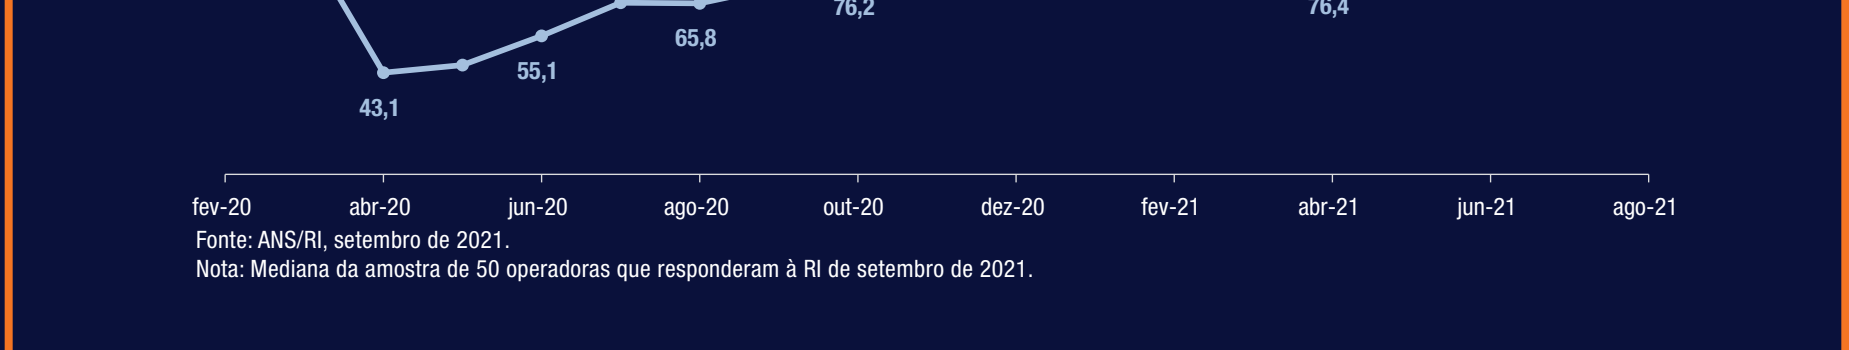 76,2 76,4
65,8
55,1
43,1
fev-20 abr-20 jun-20 ago-20 out-20 dez-20 fev-21 abr-21 jun-21 ago-21
Fonte: ANS/RI, setembro de 2021.
Nota: Mediana da amostra de 50 operadoras que responderam à RI de setembro de 2021.